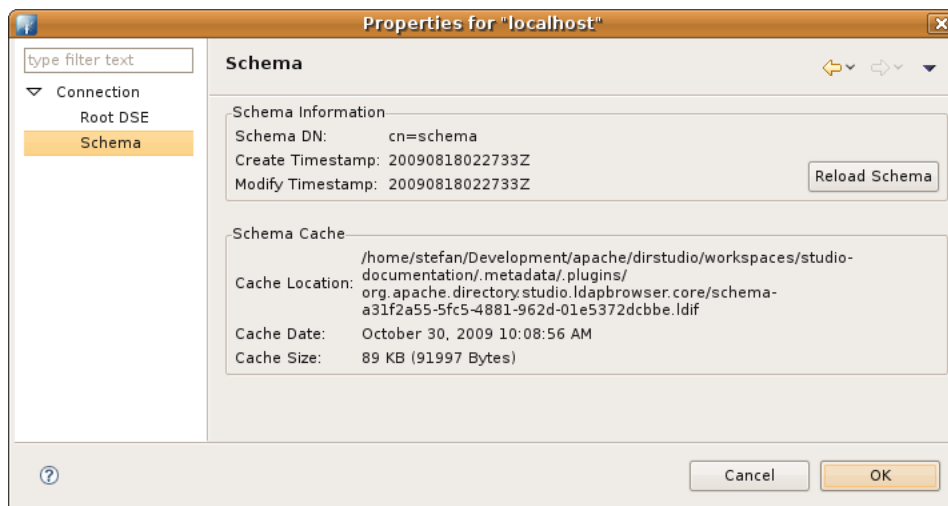 Properties for "localhost"
type filter text
Connection
Root DSE
Schema
Schema
Schema Information
Schema DN: cn=schema
Create Timestamp: 20090818022733Z
Modify Timestamp: 20090818022733Z
Reload Schema
Schema Cache
Cache Location: /home/stefan/Development/apache/dirstudio/workspaces/studio-
documentation/.metadata/.plugins/
org.apache.directory.studio.ldapbrowser.core/schema-
a31f2a55-5fc5-4881-962d-01e5372dcbbe.ldif
Cache Date: October 30, 2009 10:08:56 AM
Cache Size: 89 KB (91997 Bytes)
Cancel
OK